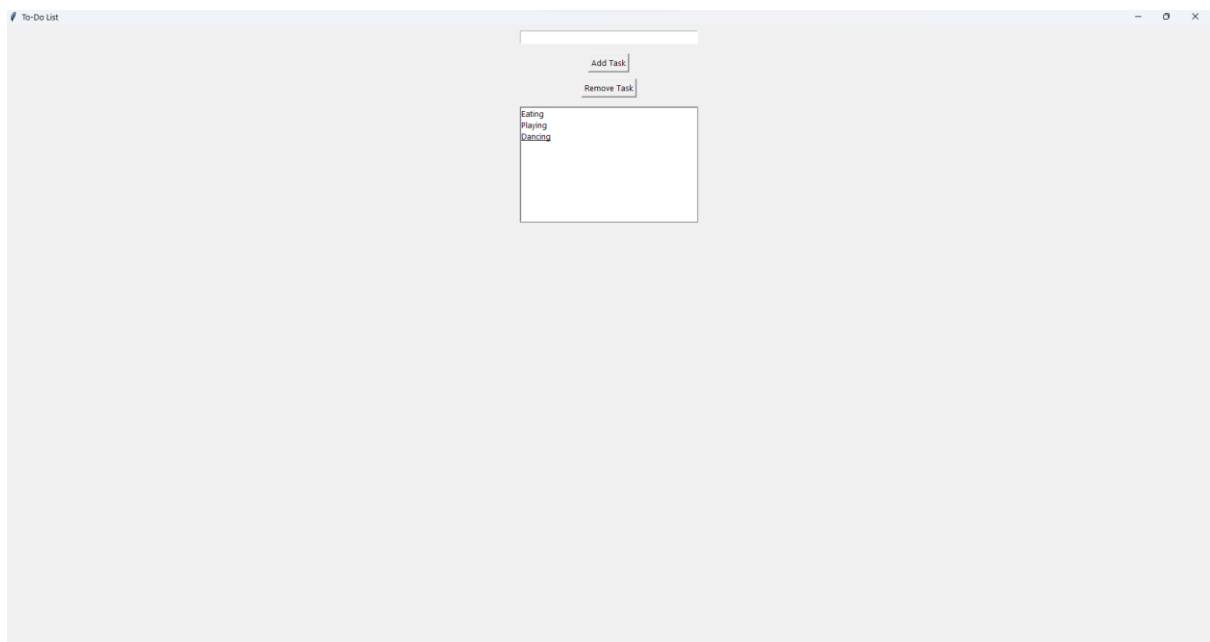 To-Do List
Add Task
Remove Task
Eating
Playing
Dancing